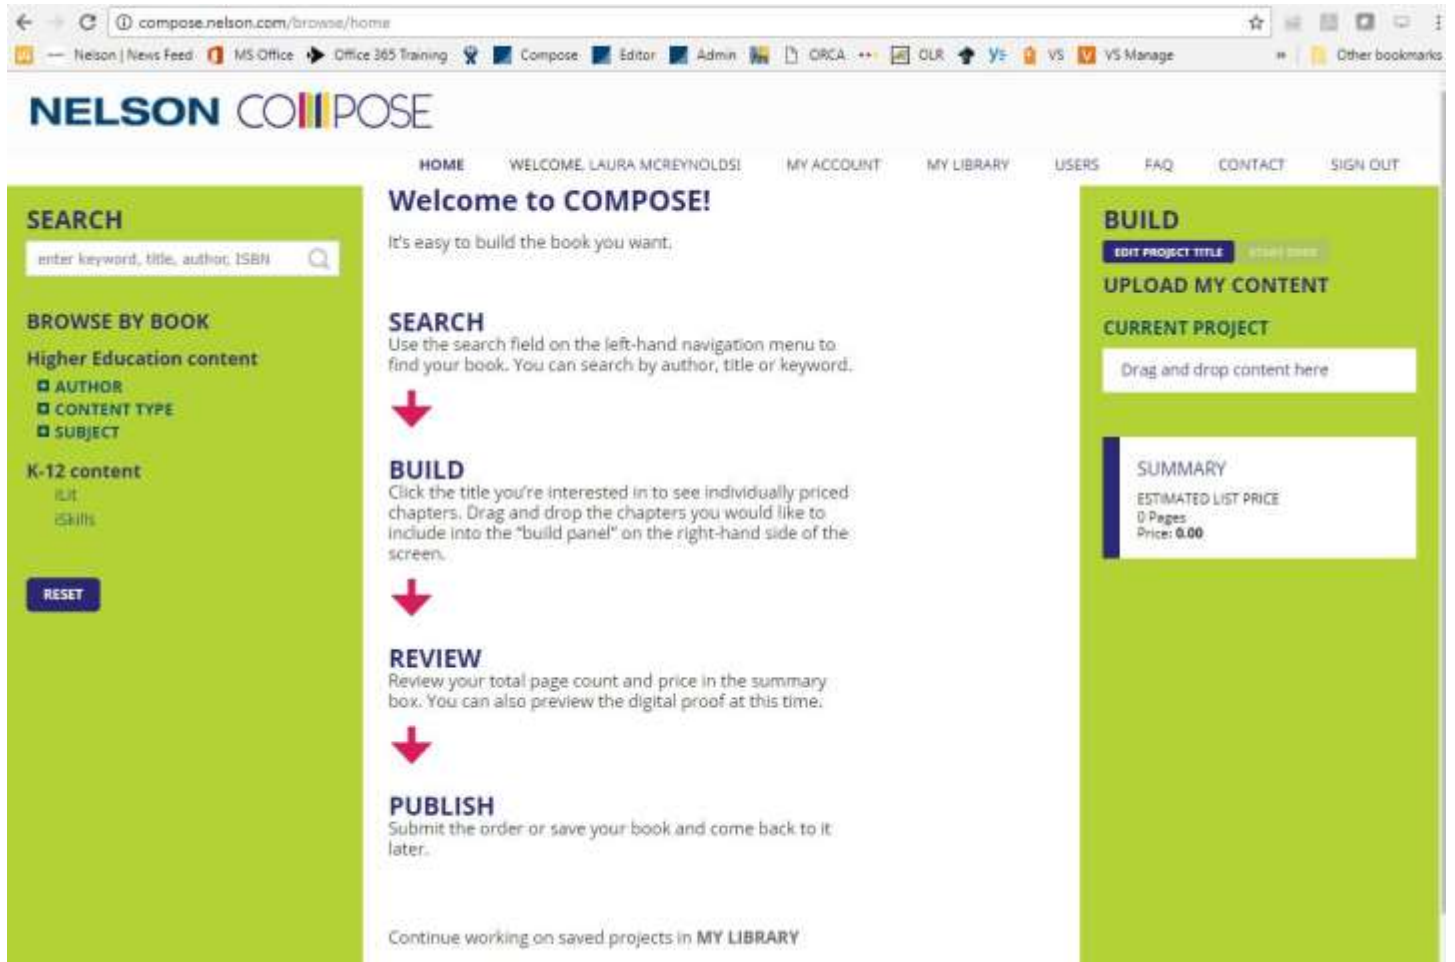 compose.nelson.com/browse/home
Nelson | News Feed MS Office Office 365 Training Compose Editor Admin ORCA OLR VS VS Manage » Other bookmarks
NELSON COMPOSE
HOME WELCOME, LAURA MCREYNOLDS! MY ACCOUNT MY LIBRARY USERS FAQ CONTACT SIGN OUT
SEARCH
enter keyword, title, author, ISBN
BROWSE BY BOOK
Higher Education content
AUTHOR
CONTENT TYPE
SUBJECT
K-12 content
iLit
iSkills
RESET
Welcome to COMPOSE!
It's easy to build the book you want.
SEARCH
Use the search field on the left-hand navigation menu to
find your book. You can search by author, title or keyword.
BUILD
Click the title you're interested in to see individually priced
chapters. Drag and drop the chapters you would like to
include into the "build panel" on the right-hand side of the
screen.
REVIEW
Review your total page count and price in the summary
box. You can also preview the digital proof at this time.
PUBLISH
Submit the order or save your book and come back to it
later.
Continue working on saved projects in MY LIBRARY
BUILD
EDIT PROJECT TITLE
UPLOAD MY CONTENT
CURRENT PROJECT
Drag and drop content here
SUMMARY
ESTIMATED LIST PRICE
0 Pages
Price: 0.00